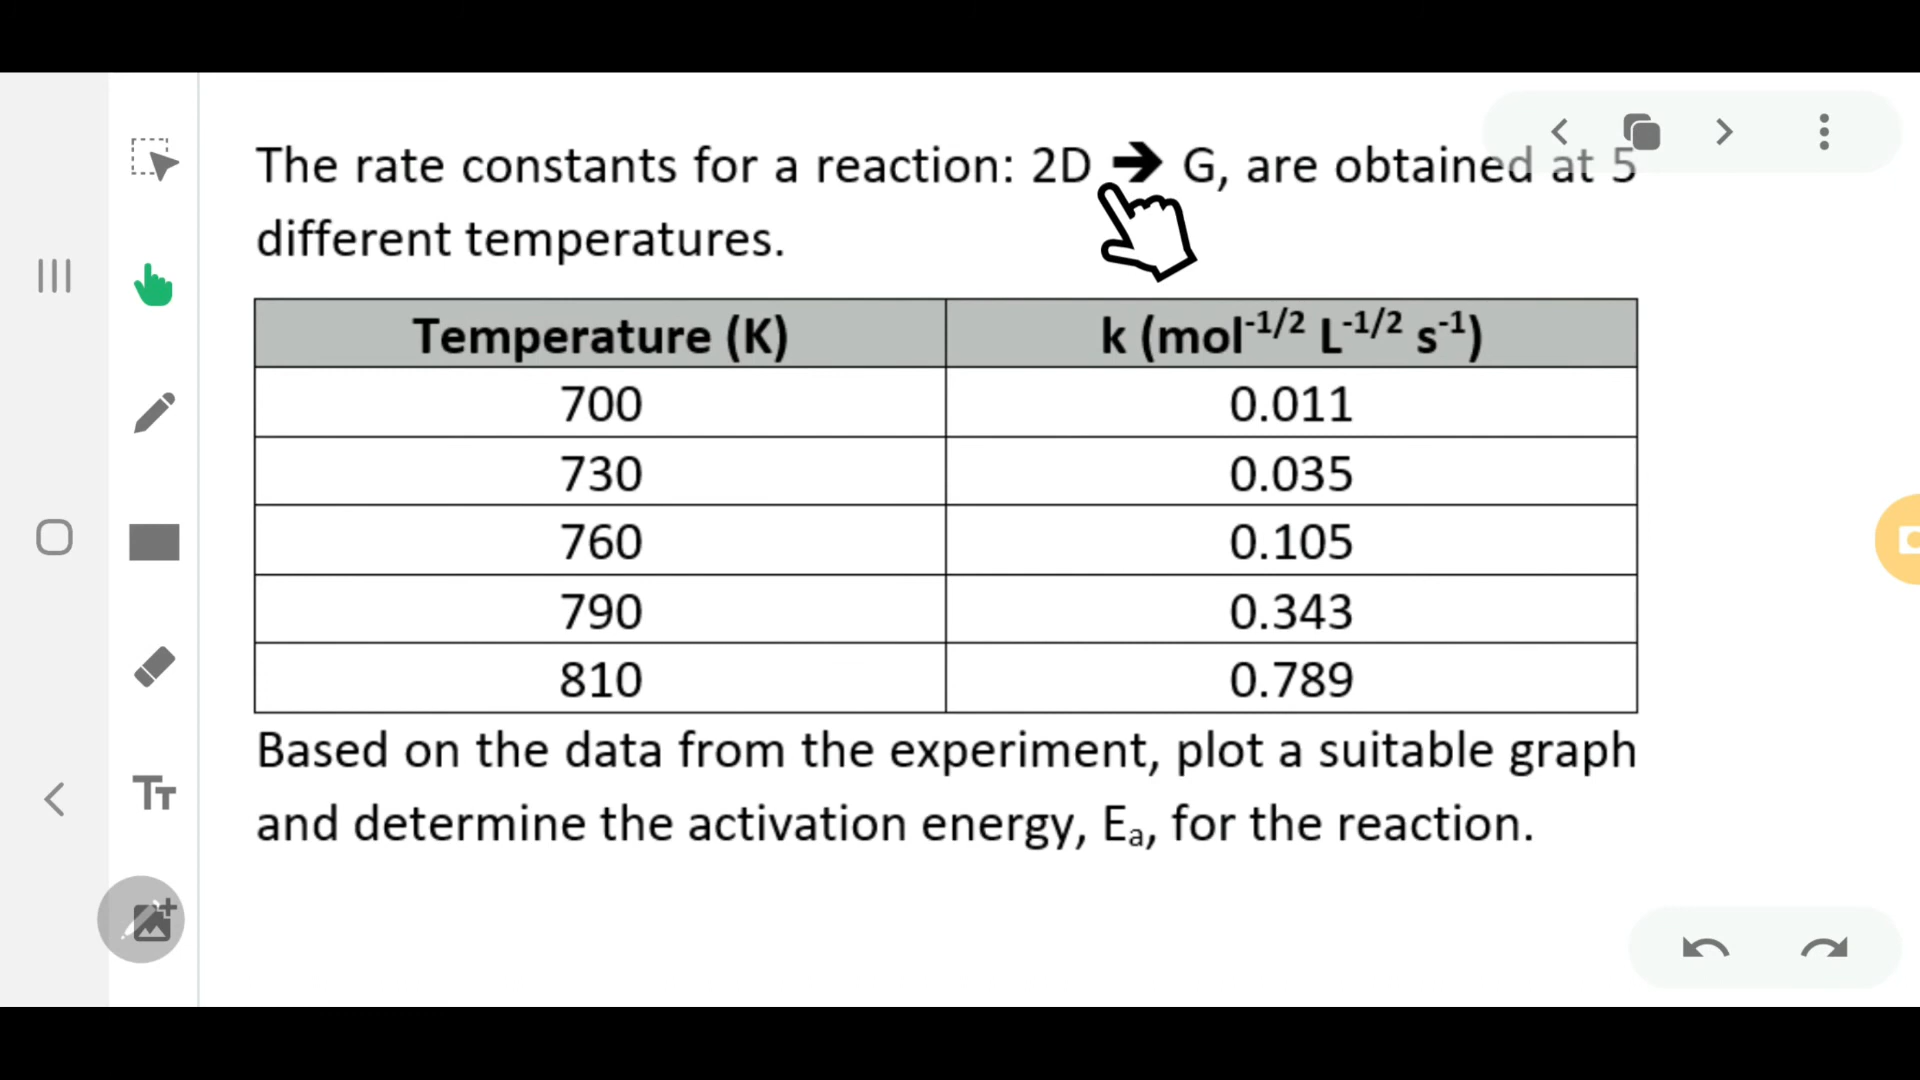 The rate constants for a reaction: 2D ➔ G, are obtained at 5
different temperatures.
Temperature (K) k (mol⁻¹/² L⁻¹/² s⁻¹)
700 0.011
730 0.035
760 0.105
790 0.343
810 0.789
Based on the data from the experiment, plot a suitable graph
and determine the activation energy, Eₐ, for the reaction.
TT